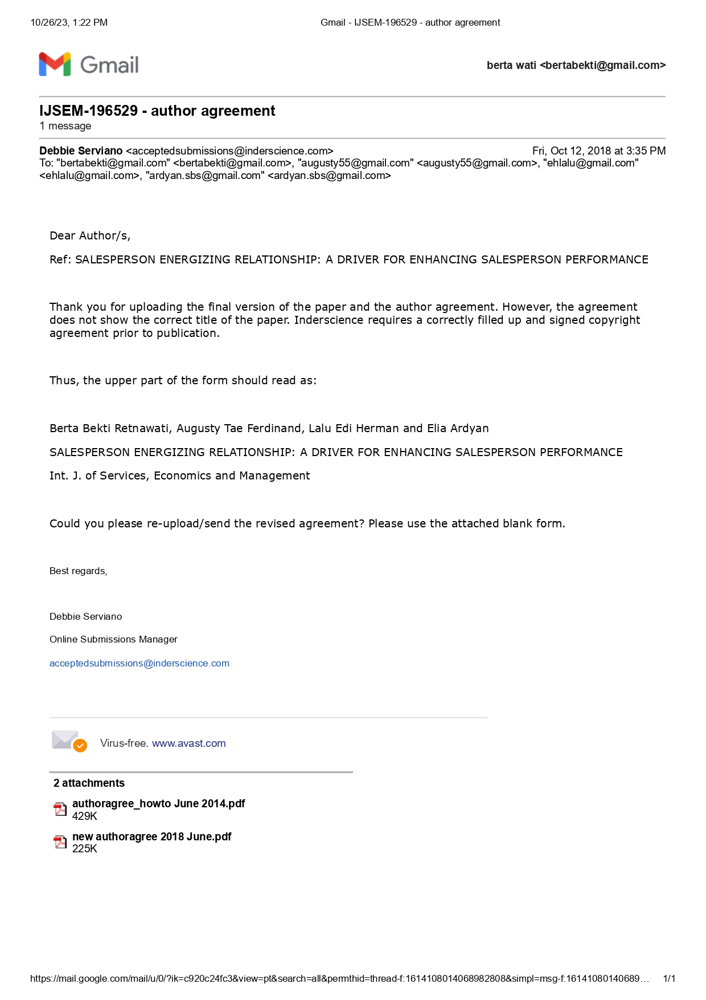 10/26/23, 1:22 PM
Gmail - IJSEM-196529 - author agreement
Gmail
berta wati <bertabekti@gmail.com>
IJSEM-196529 - author agreement
1 message
Debbie Serviano <acceptedsubmissions@inderscience.com>
Fri, Oct 12, 2018 at 3:35 PM
To: "bertabekti@gmail.com" <bertabekti@gmail.com>, "augusty55@gmail.com" <augusty55@gmail.com>, "ehlalu@gmail.com"
<ehlalu@gmail.com>, "ardyan.sbs@gmail.com" <ardyan.sbs@gmail.com>
Dear Author/s,
Ref: SALESPERSON ENERGIZING RELATIONSHIP: A DRIVER FOR ENHANCING SALESPERSON PERFORMANCE
Thank you for uploading the final version of the paper and the author agreement. However, the agreement
does not show the correct title of the paper. Inderscience requires a correctly filled up and signed copyright
agreement prior to publication.
Thus, the upper part of the form should read as:
Berta Bekti Retnawati, Augusty Tae Ferdinand, Lalu Edi Herman and Elia Ardyan
SALESPERSON ENERGIZING RELATIONSHIP: A DRIVER FOR ENHANCING SALESPERSON PERFORMANCE
Int. J. of Services, Economics and Management
Could you please re-upload/send the revised agreement? Please use the attached blank form.
Best regards,
Debbie Serviano
Online Submissions Manager
acceptedsubmissions@inderscience.com
Virus-free. www.avast.com
2 attachments
authoragree_howto June 2014.pdf
429K
new authoragree 2018 June.pdf
225K
https://mail.google.com/mail/u/0/?ik=c920c24fc3&view=pt&search=all&permthid=thread-f:1614108014068982808&simpl=msg-f:16141080140689…
1/1